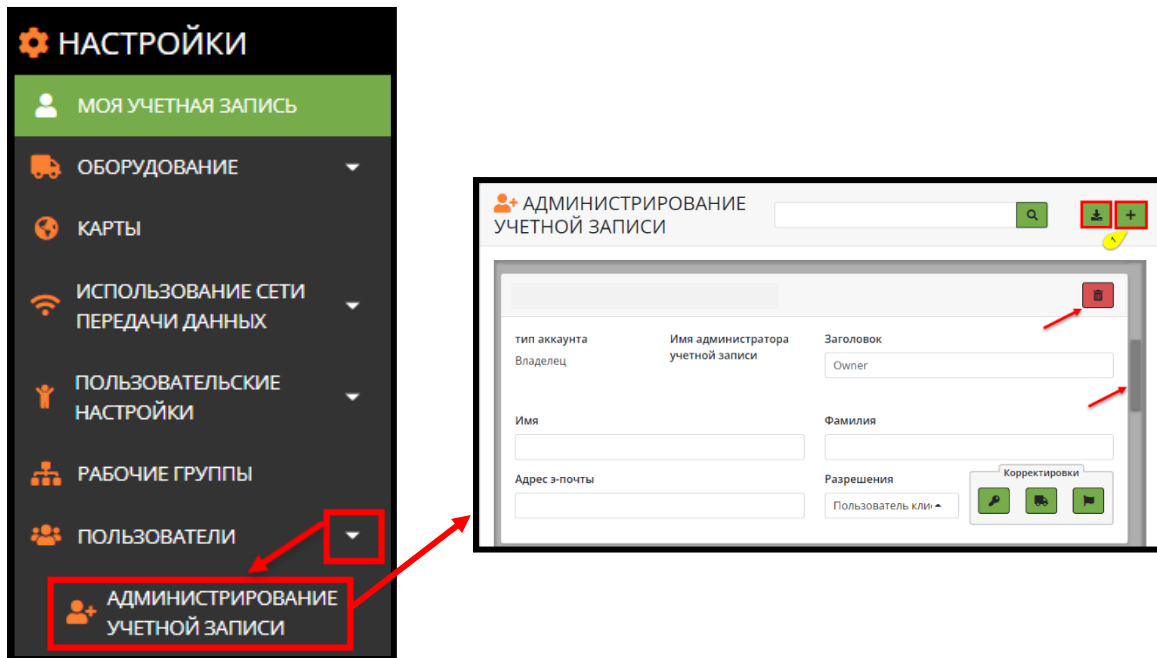 НАСТРОЙКИ
МОЯ УЧЕТНАЯ ЗАПИСЬ
ОБОРУДОВАНИЕ
КАРТЫ
ИСПОЛЬЗОВАНИЕ СЕТИ
ПЕРЕДАЧИ ДАННЫХ
ПОЛЬЗОВАТЕЛЬСКИЕ
НАСТРОЙКИ
РАБОЧИЕ ГРУППЫ
ПОЛЬЗОВАТЕЛИ
АДМИНИСТРИРОВАНИЕ
УЧЕТНОЙ ЗАПИСИ
АДМИНИСТРИРОВАНИЕ
УЧЕТНОЙ ЗАПИСИ
тип аккаунта
Владелец
Имя администратора
учетной записи
Заголовок
Owner
Имя
Фамилия
Адрес э-почты
Разрешения
Пользователь кли
Корректировки